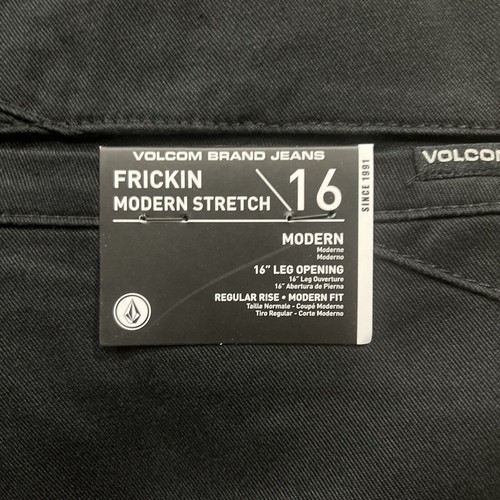 VOLCOM BRAND JEANS
FRICKIN
MODERN STRETCH
16
SINCE 1991
VOLCOM
MODERN
Moderne
Moderno
16" LEG OPENING
16" Leg Ouverture
16" Abertura de Pierna
REGULAR RISE • MODERN FIT
Taille Normale - Coupé Moderne
Tiro Regular - Corte Moderno